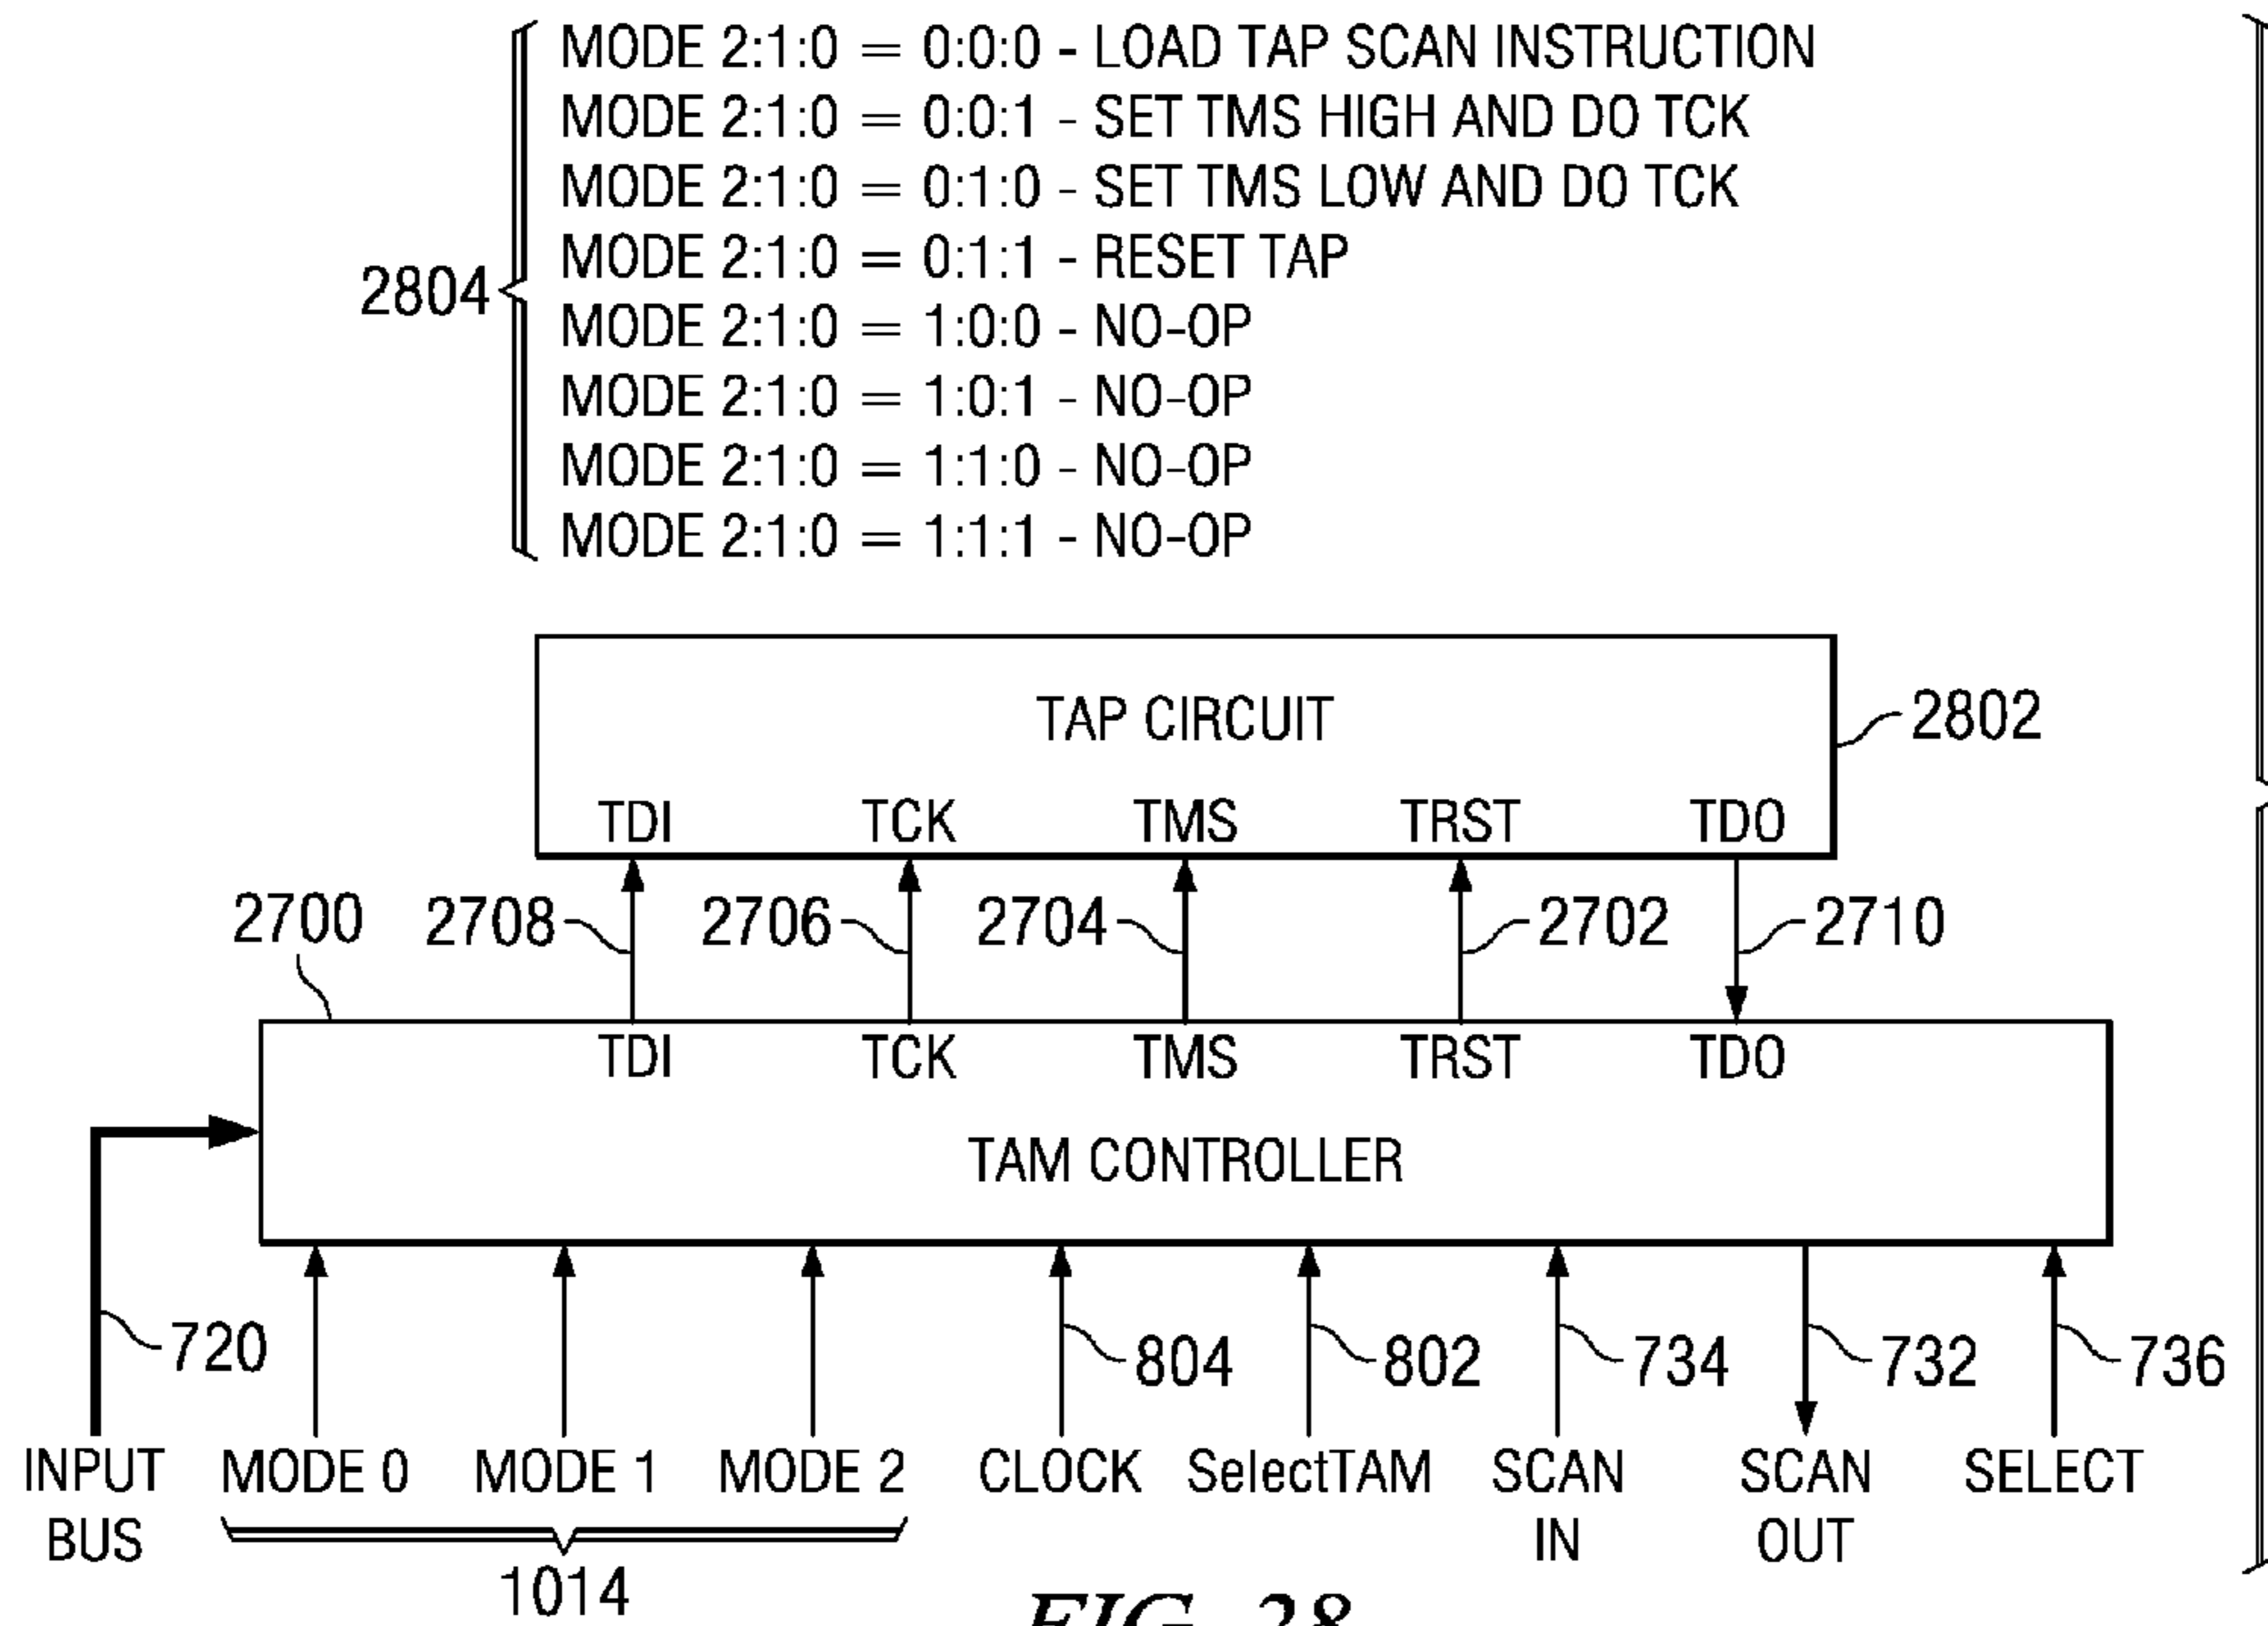 MODE 2:1:0 = 0:0:0 - LOAD TAP SCAN INSTRUCTION
MODE 2:1:0 = 0:0:1 - SET TMS HIGH AND DO TCK
MODE 2:1:0 = 0:1:0 - SET TMS LOW AND DO TCK
MODE 2:1:0 = 0:1:1 - RESET TAP
2804
MODE 2:1:0 = 1:0:0 - NO-OP
MODE 2:1:0 = 1:0:1 - NO-OP
MODE 2:1:0 = 1:1:0 - NO-OP
MODE 2:1:0 = 1:1:1 - NO-OP
TAP CIRCUIT
2802
TDI TCK TMS TRST TDO
2700 2708 2706 2704 2702 2710
TDI TCK TMS TRST TDO
TAM CONTROLLER
720 804 802 734 732 736
INPUT BUS
MODE 0 MODE 1 MODE 2 CLOCK SelectTAM SCAN IN SCAN OUT SELECT
1014
FIG. 28